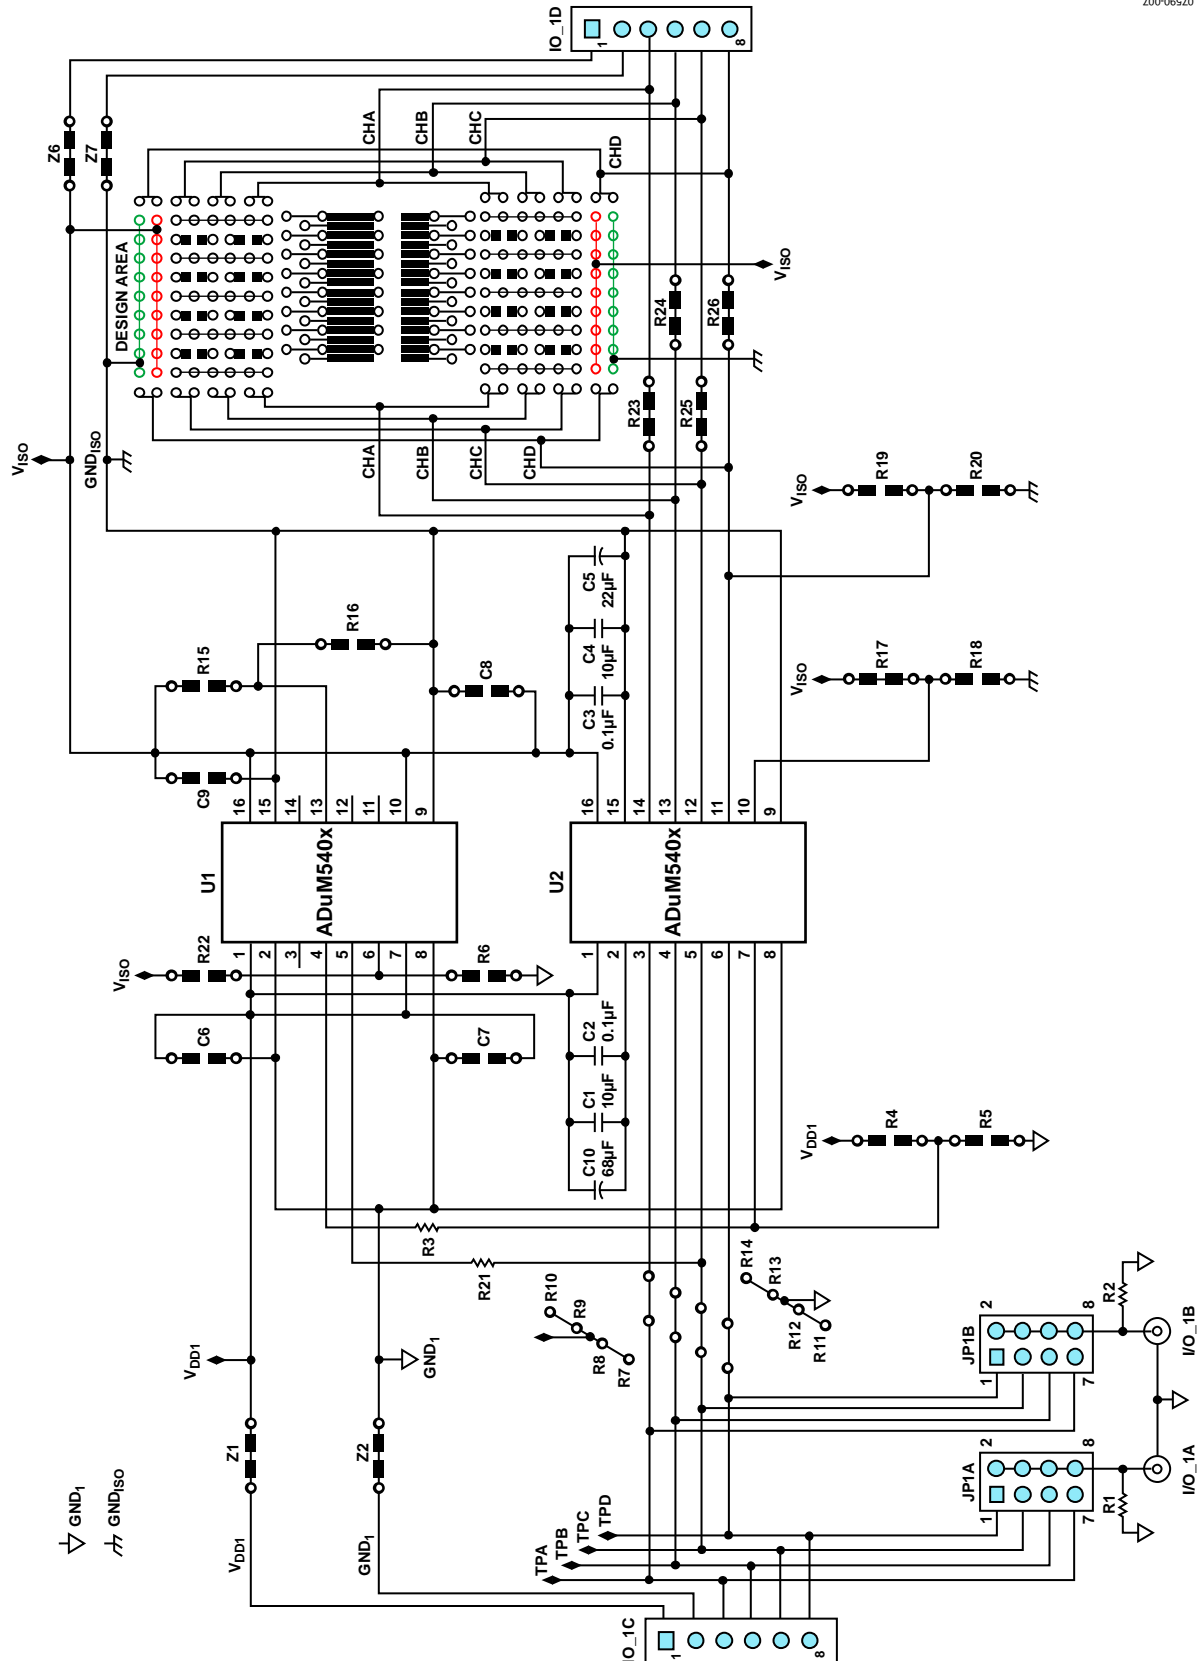 07590-007
IO_1D
1
8
Z6
Z7
CHA
CHB
CHC
CHD
DESIGN AREA
VISO
R24
R26
R23
R25
VISO
GNDISO
CHA
CHB
CHC
CHD
VISO
R19
R20
R16
C5
22µF
R15
C4
10µF
C8
C3
0.1µF
VISO
R17
R18
C9
16
15
14
13
12
11
10
9
16
15
14
13
12
11
10
9
U1
ADuM540x
U2
ADuM540x
1
2
3
4
5
6
7
8
1
2
3
4
5
6
7
8
VISO
R22
R6
C6
C7
C2
0.1µF
C1
10µF
C10
68µF
VDD1
R4
R5
R3
R21
R10
R9
R8
R7
R14
R13
R12
R11
VDD1
GND1
Z1
Z2
JP1B
1
2
7
8
R2
I/O_1B
GND1
GNDISO
JP1A
1
2
7
8
R1
I/O_1A
VDD1
GND1
TPA
TPB
TPC
TPD
IO_1C
1
8